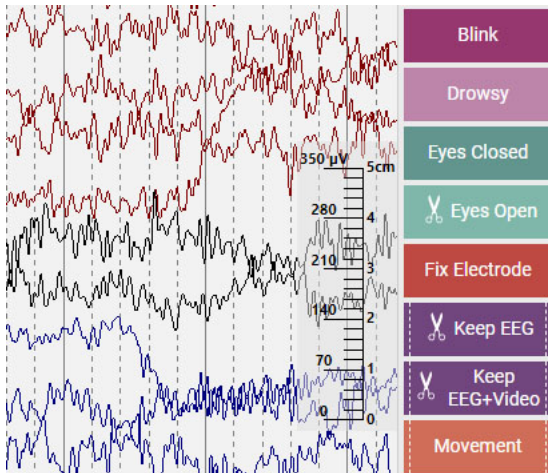 Blink
Drowsy
Eyes Closed
Eyes Open
Fix Electrode
Keep EEG
Keep
EEG+Video
Movement
350 µV
5cm
280
4
210
3
140
2
70
1
0
0